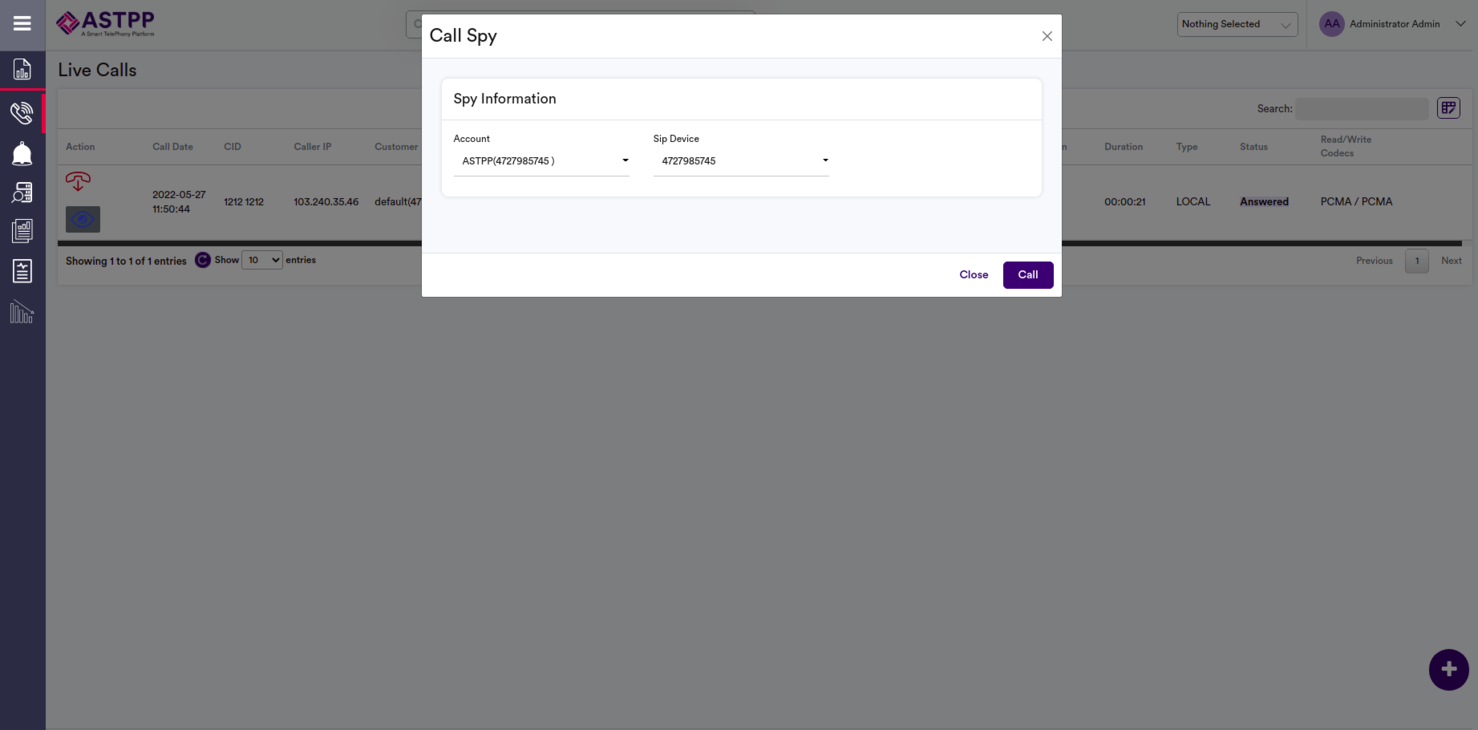 ASTPP
A Smart TelePhony Platform
Nothing Selected
AA
Administrator Admin
Call Spy
Live Calls
Spy Information
Account
Sip Device
ASTPP(4727985745 )
4727985745
Search:
Action
Call Date
CID
Caller IP
Customer
Duration
Type
Status
Read/Write
Codecs
2022-05-27
11:50:44
1212 1212
103.240.35.46
default(47
00:00:21
LOCAL
Answered
PCMA / PCMA
Showing 1 to 1 of 1 entries
C
Show
10
entries
Previous
1
Next
Close
Call